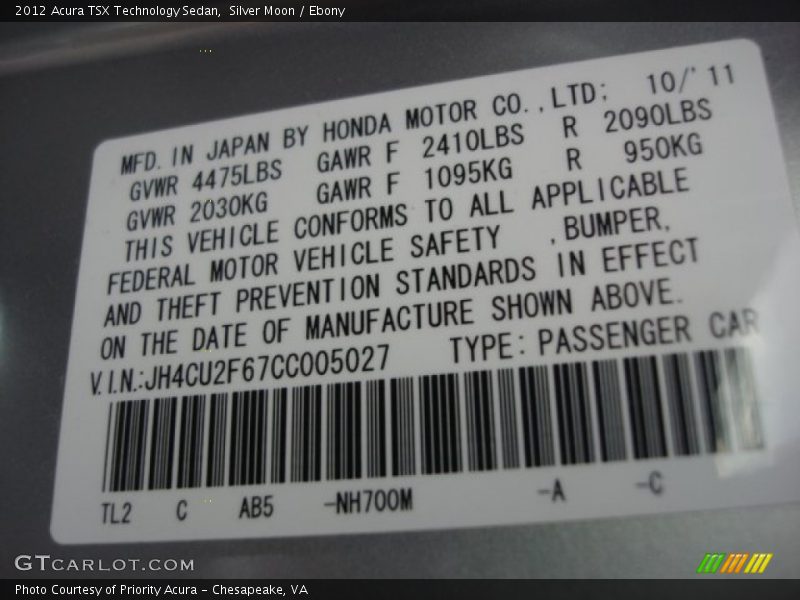 2012 Acura TSX Technology Sedan,  Silver Moon / Ebony
MFD. IN JAPAN BY HONDA MOTOR CO.,LTD; 10/'11
GVWR 4475LBS GAWR F 2410LBS R 2090LBS
GVWR 2030KG GAWR F 1095KG R 950KG
THIS VEHICLE CONFORMS TO ALL APPLICABLE
FEDERAL MOTOR VEHICLE SAFETY ,BUMPER,
AND THEFT PREVENTION STANDARDS IN EFFECT
ON THE DATE OF MANUFACTURE SHOWN ABOVE.
V.I.N.:JH4CU2F67CC005027 TYPE:PASSENGER CAR
TL2 C AB5 -NH700M -A -C
GTCARLOT.COM
Photo Courtesy of Priority Acura - Chesapeake, VA